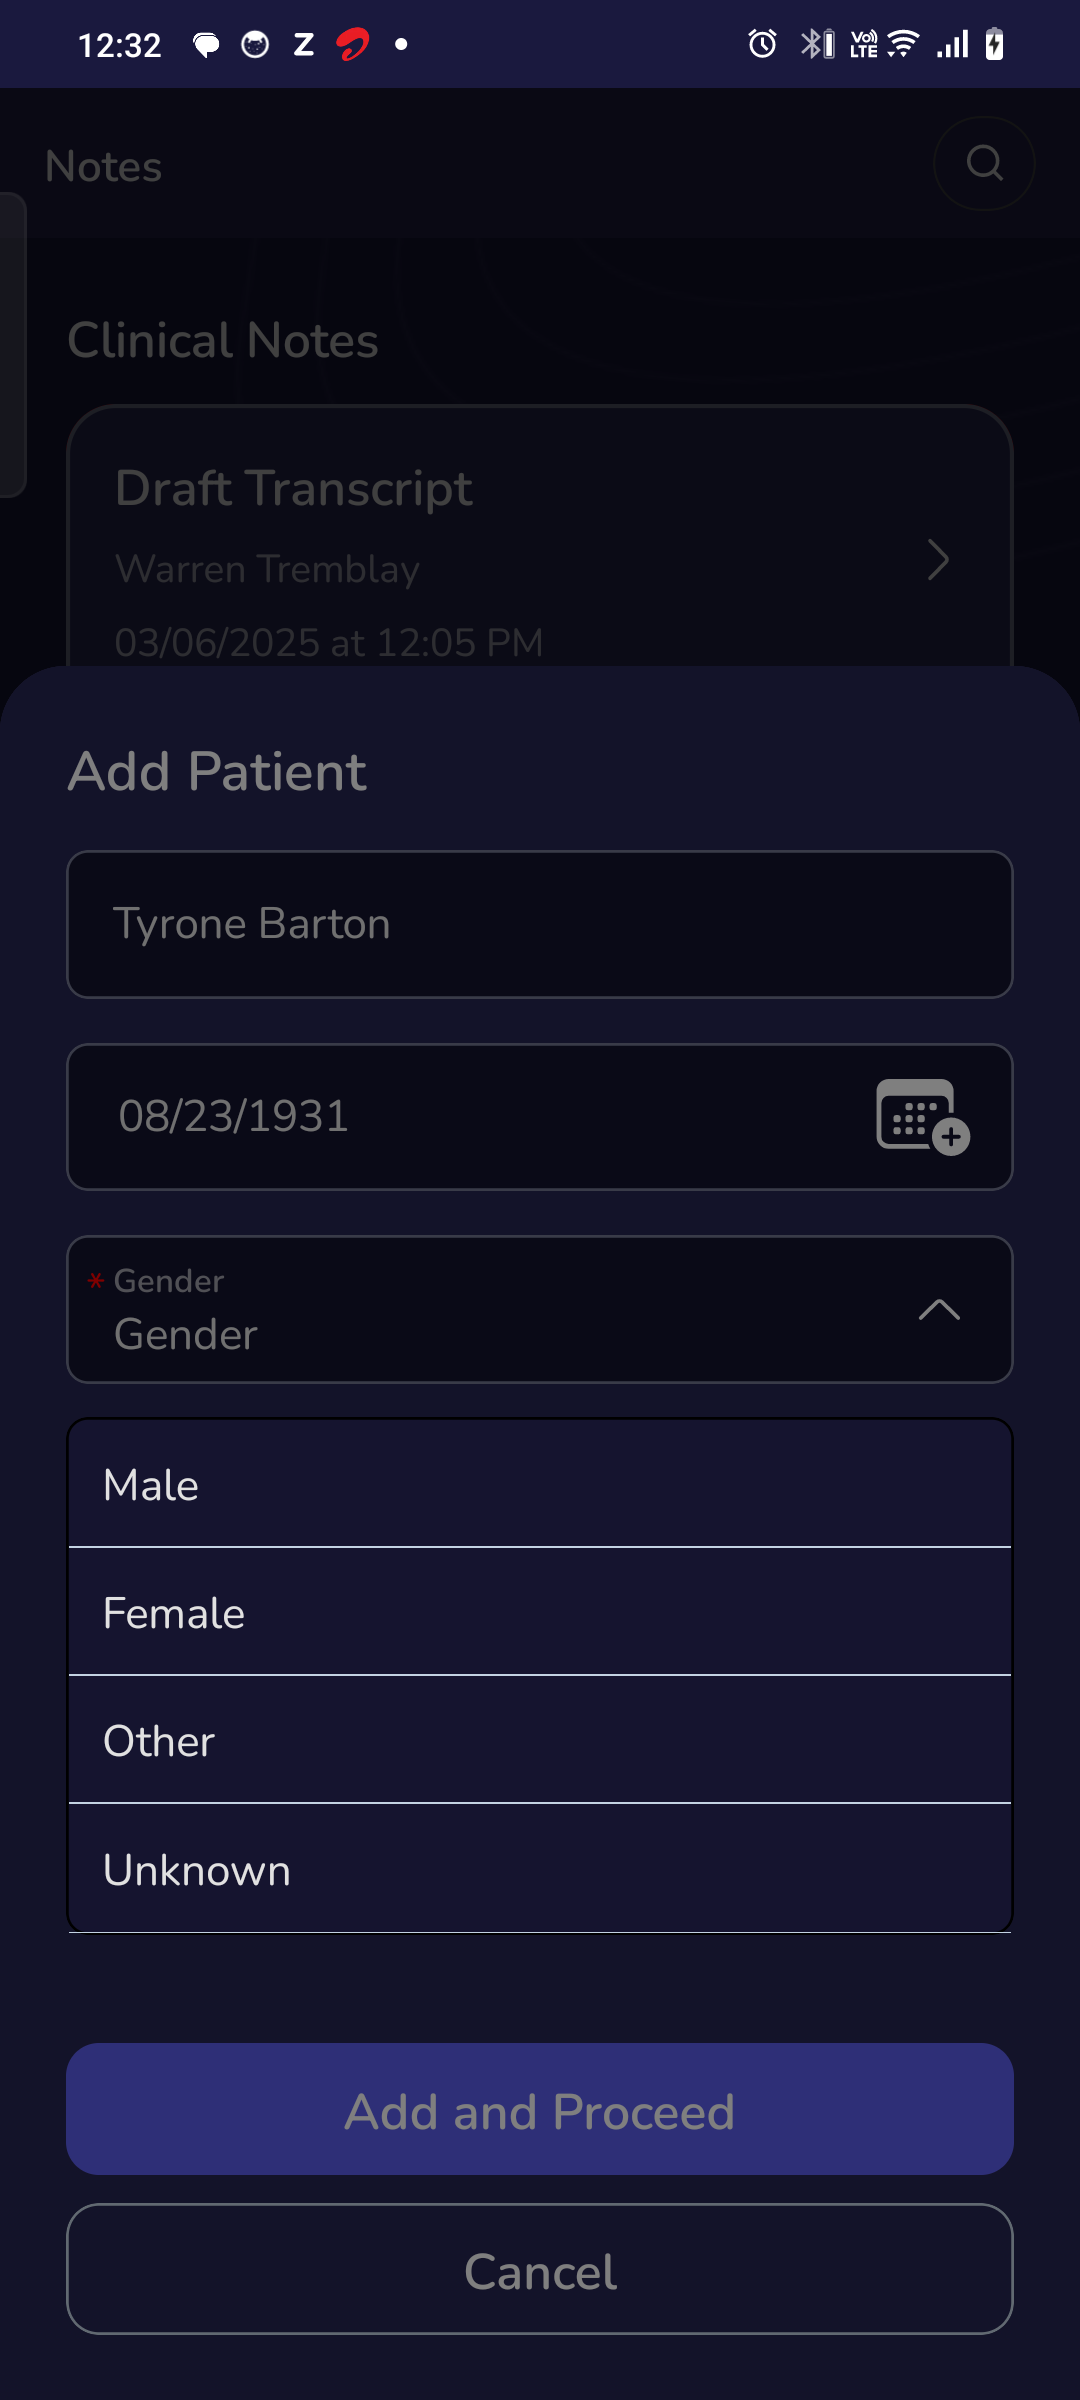 12:32
Notes
Clinical Notes
Draft Transcript
Warren Tremblay
03/06/2025 at 12:05 PM
Add Patient
Tyrone Barton
08/23/1931
* Gender
Gender
Male
Female
Other
Unknown
Add and Proceed
Cancel